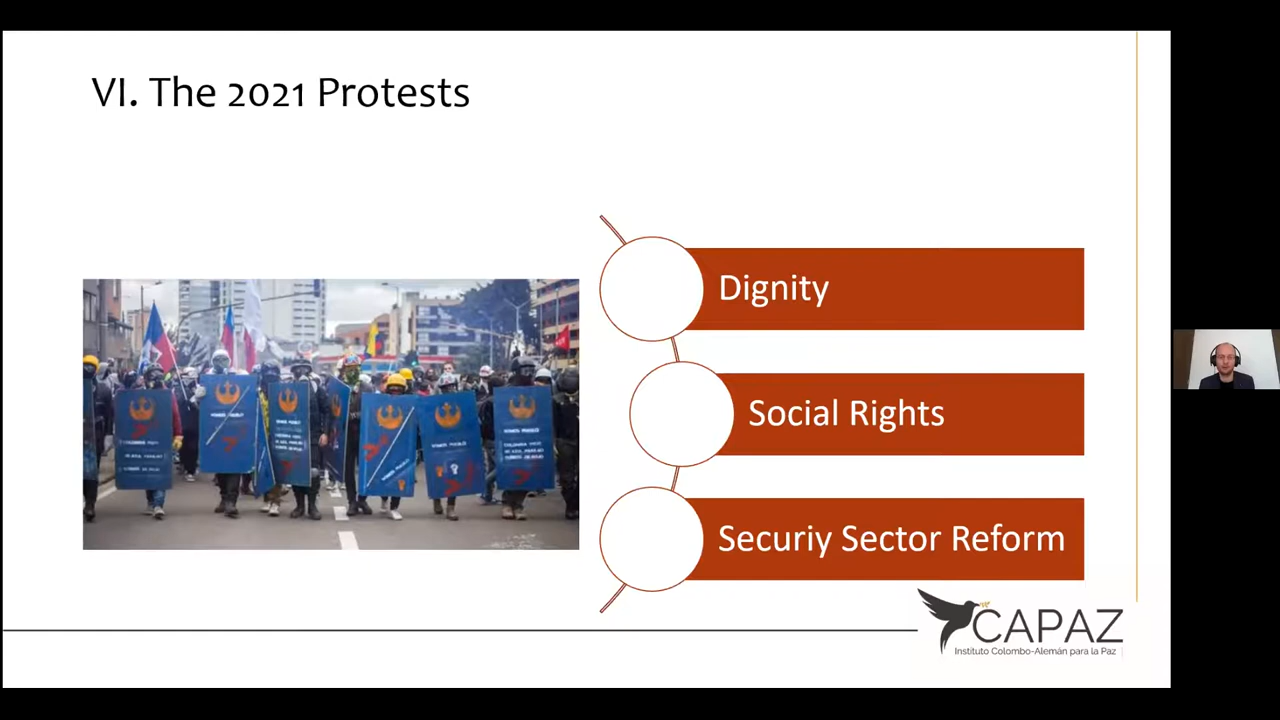 VI. The 2021 Protests
Dignity
Social Rights
Securiy Sector Reform
CAPAZ
Instituto Colombo-Alemán para la Paz